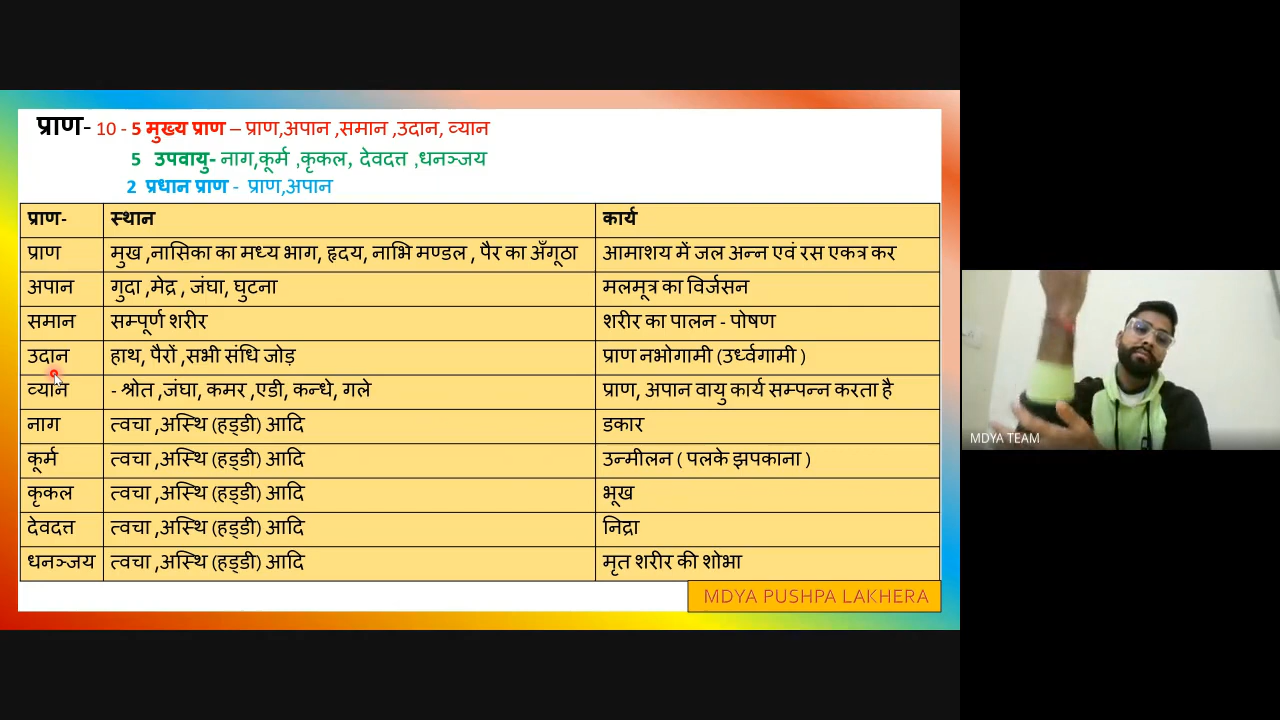 प्राण- 10 - 5 मुख्य प्राण – प्राण,अपान ,समान ,उदान, व्यान
5 उपवायु- नाग,कूर्म ,कृकल, देवदत्त ,धनञ्जय
2 प्रधान प्राण - प्राण,अपान
प्राण- स्थान कार्य
प्राण मुख ,नासिका का मध्य भाग, हृदय, नाभि मण्डल , पैर का अँगूठा आमाशय में जल अन्न एवं रस एकत्र कर
अपान गुदा ,मेद्र , जंघा, घुटना मलमूत्र का विर्जसन
समान सम्पूर्ण शरीर शरीर का पालन - पोषण
उदान हाथ, पैरों ,सभी संधि जोड़ प्राण नभोगामी (उर्ध्वगामी )
व्यान - श्रोत ,जंघा, कमर ,एडी, कन्धे, गले प्राण, अपान वायु कार्य सम्पन्न करता है
नाग त्वचा ,अस्थि (हड्डी) आदि डकार
कूर्म त्वचा ,अस्थि (हड्डी) आदि उन्मीलन ( पलके झपकाना )
कृकल त्वचा ,अस्थि (हड्डी) आदि भूख
देवदत्त त्वचा ,अस्थि (हड्डी) आदि निद्रा
धनञ्जय त्वचा ,अस्थि (हड्डी) आदि मृत शरीर की शोभा
MDYA PUSHPA LAKHERA
MDYA TEAM